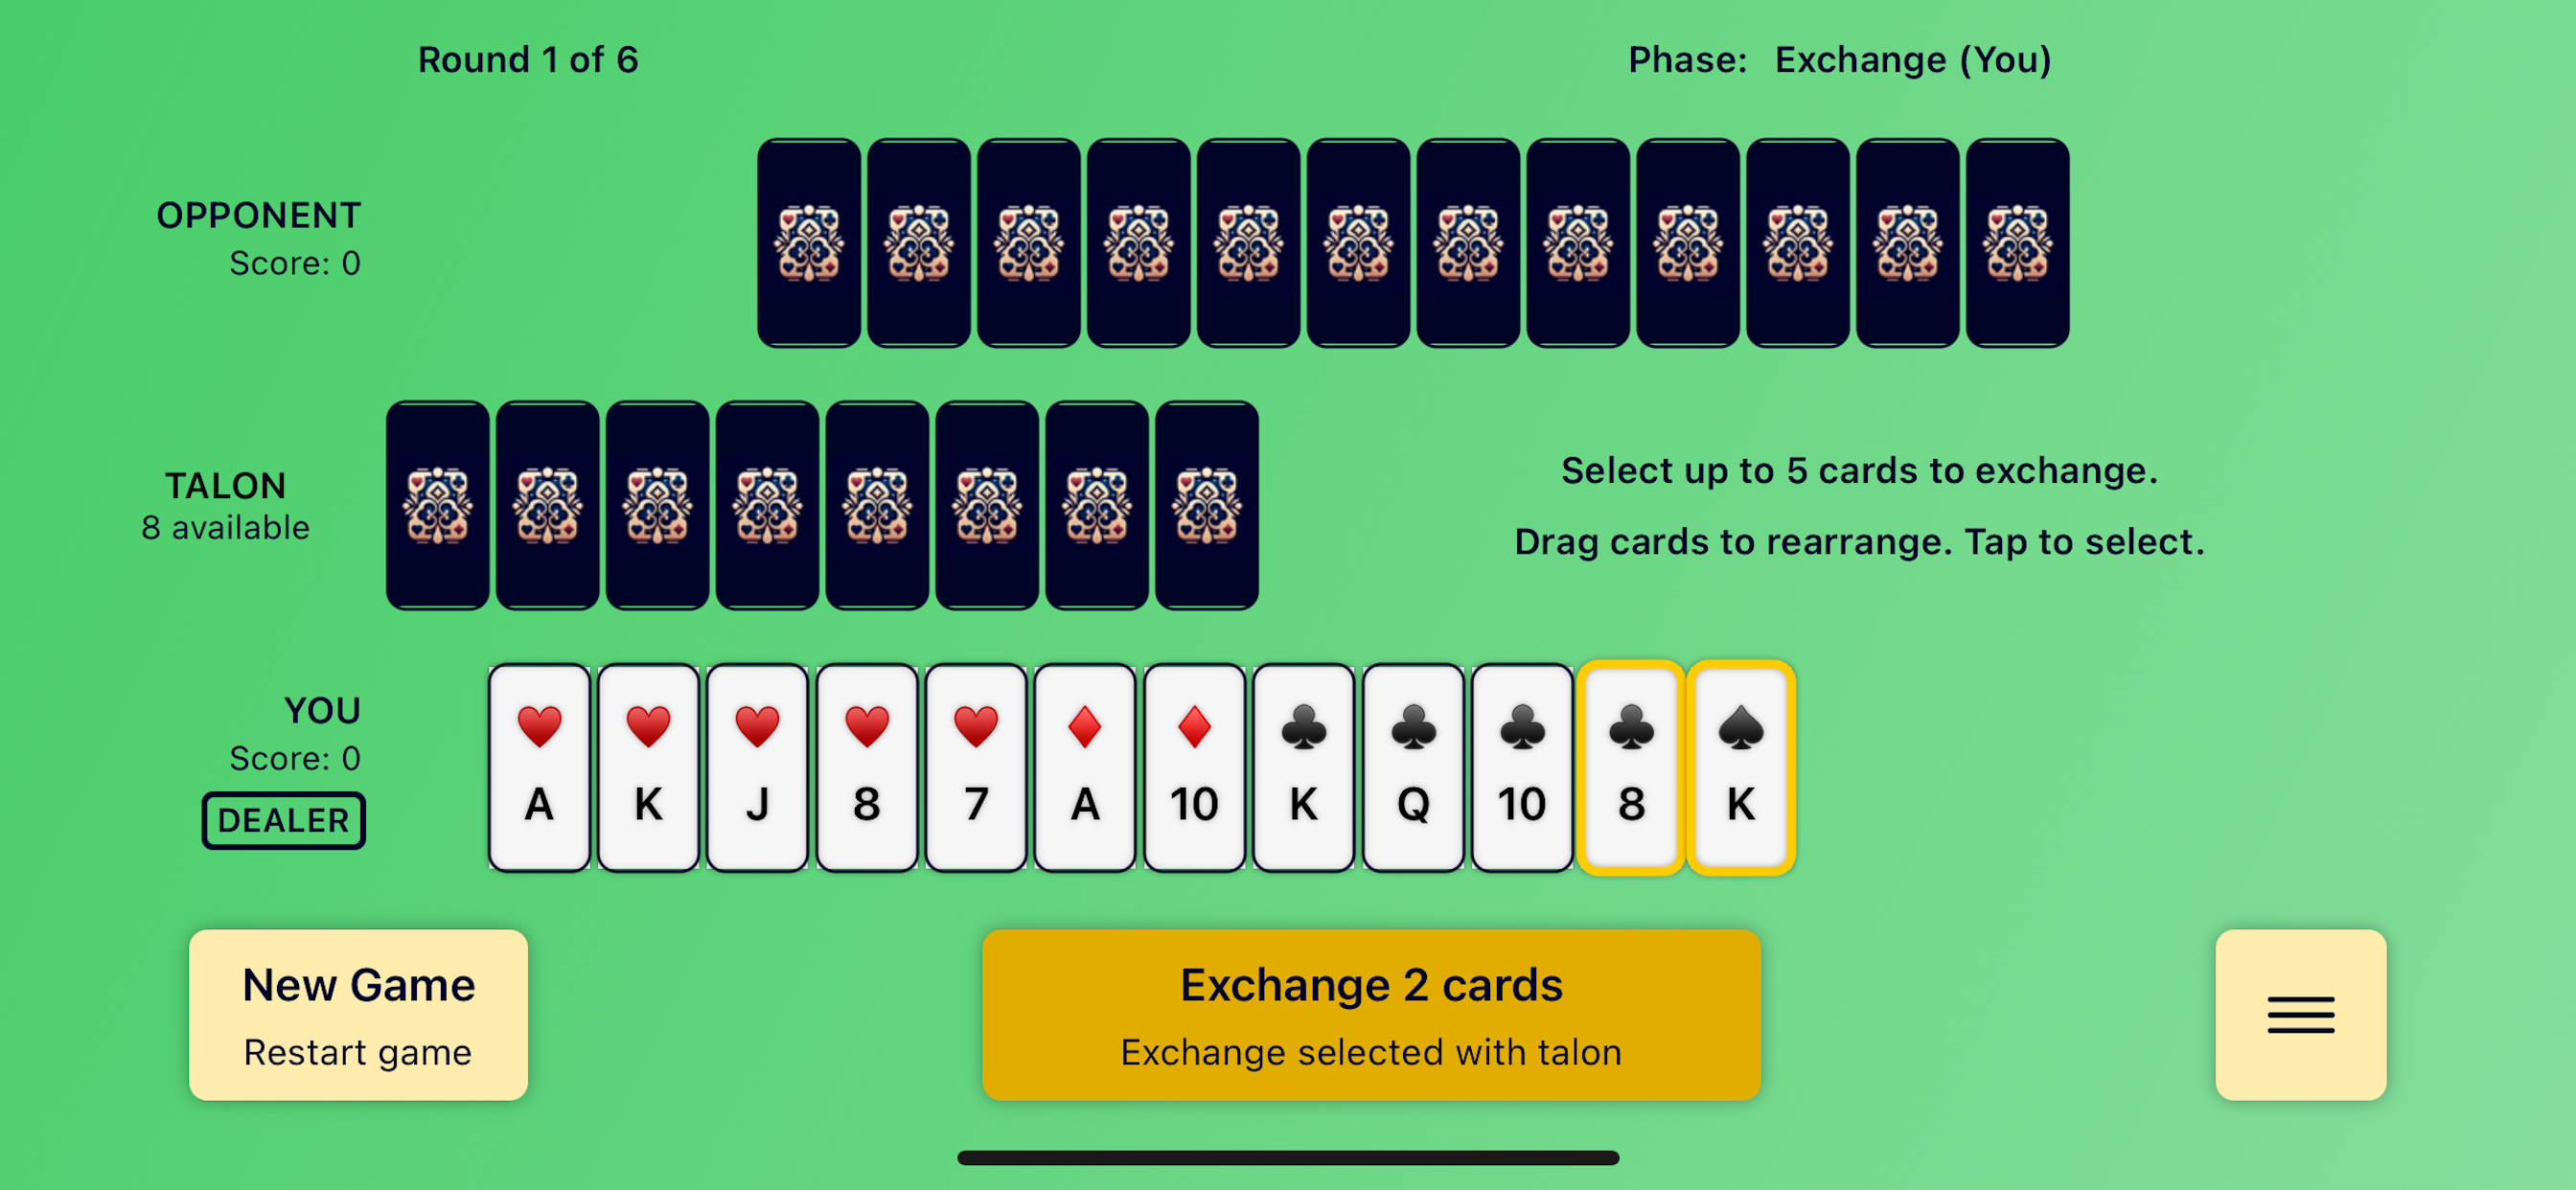 Round 1 of 6
Phase: Exchange (You)
OPPONENT
Score: 0
TALON
8 available
Select up to 5 cards to exchange.
Drag cards to rearrange. Tap to select.
YOU
Score: 0
DEALER
A K J 8 7 A 10 K Q 10 8 K
New Game
Restart game
Exchange 2 cards
Exchange selected with talon